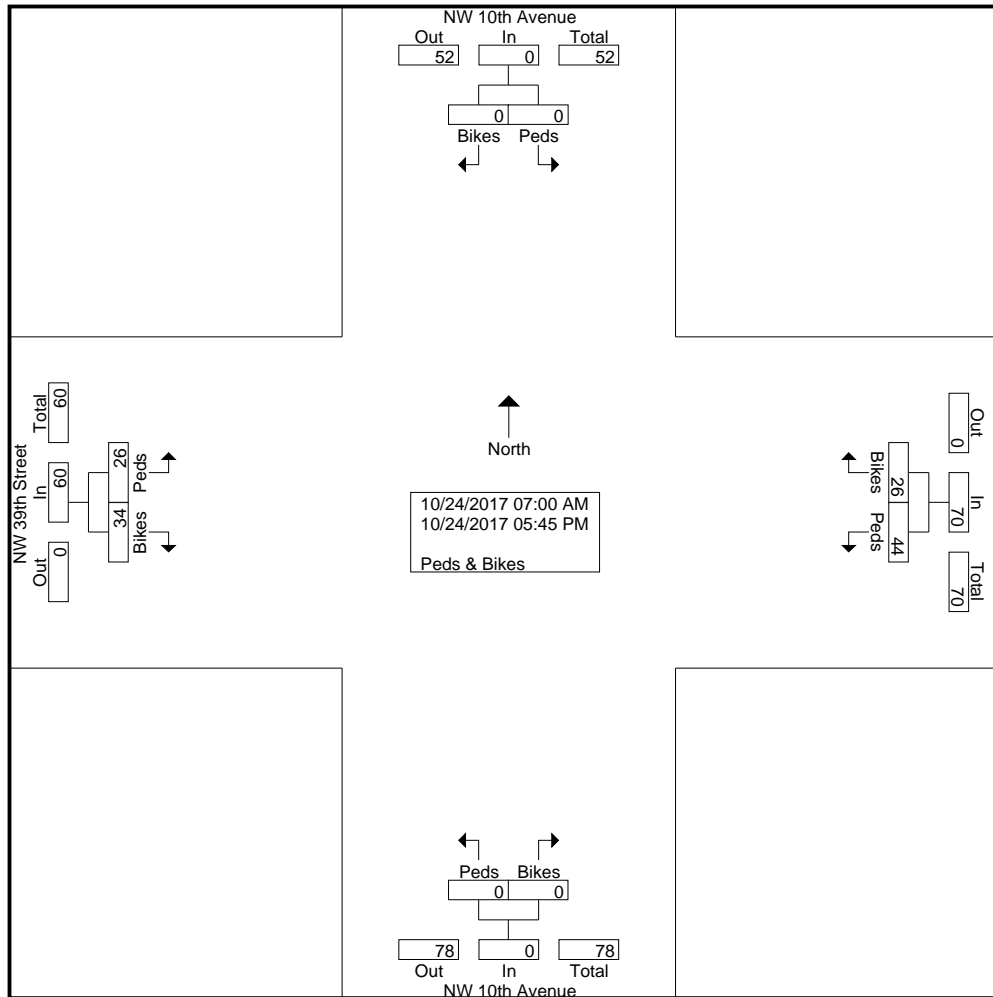 NW 10th Avenue
Out In Total
52 0 52
0 0
Bikes Peds
NW 39th Street
Total In Out
60 60 0
26 34
Peds Bikes
North
10/24/2017 07:00 AM
10/24/2017 05:45 PM
Peds & Bikes
Out In Total
0 70 70
26 44
Bikes Peds
Peds Bikes
0 0
78 0 78
Out In Total
NW 10th Avenue